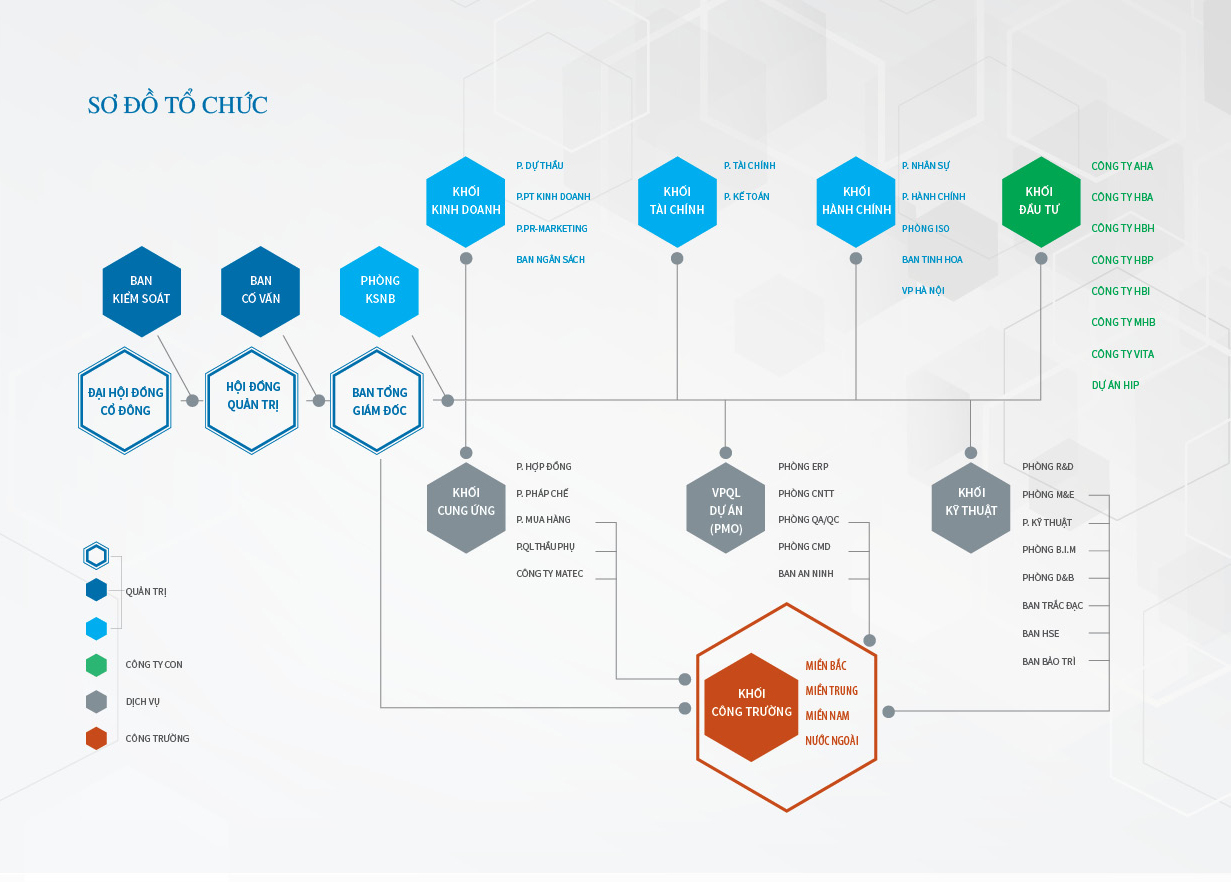 SƠ ĐỒ TỔ CHỨC
KHỐI
KINH DOANH
P. DỰ THẦU
P.PT KINH DOANH
P.PR-MARKETING
BAN NGÂN SÁCH
KHỐI
TÀI CHÍNH
P. TÀI CHÍNH
P. KẾ TOÁN
KHỐI
HÀNH CHÍNH
P. NHÂN SỰ
P. HÀNH CHÍNH
PHÒNG ISO
BAN TINH HOA
VP HÀ NỘI
KHỐI
ĐẦU TƯ
CÔNG TY AHA
CÔNG TY HBA
CÔNG TY HBH
CÔNG TY HBP
CÔNG TY HBI
CÔNG TY MHB
CÔNG TY VITA
DỰ ÁN HIP
BAN
KIỂM SOÁT
BAN
CỐ VẤN
PHÒNG
KSNB
ĐẠI HỘI ĐỒNG
CỔ ĐÔNG
HỘI ĐỒNG
QUẢN TRỊ
BAN TỔNG
GIÁM ĐỐC
KHỐI
CUNG ỨNG
P. HỢP ĐỒNG
P. PHÁP CHẾ
P. MUA HÀNG
P.QL THẦU PHỤ
CÔNG TY MATEC
VPQL
DỰ ÁN
(PMO)
PHÒNG ERP
PHÒNG CNTT
PHÒNG QA/QC
PHÒNG CMD
BAN AN NINH
KHỐI
KỸ THUẬT
PHÒNG R&D
PHÒNG M&E
P. KỸ THUẬT
PHÒNG B.I.M
PHÒNG D&B
BAN TRẮC ĐẠC
BAN HSE
BAN BẢO TRÌ
QUẢN TRỊ
CÔNG TY CON
DỊCH VỤ
CÔNG TRƯỜNG
KHỐI
CÔNG TRƯỜNG
MIỀN BẮC
MIỀN TRUNG
MIỀN NAM
NƯỚC NGOÀI